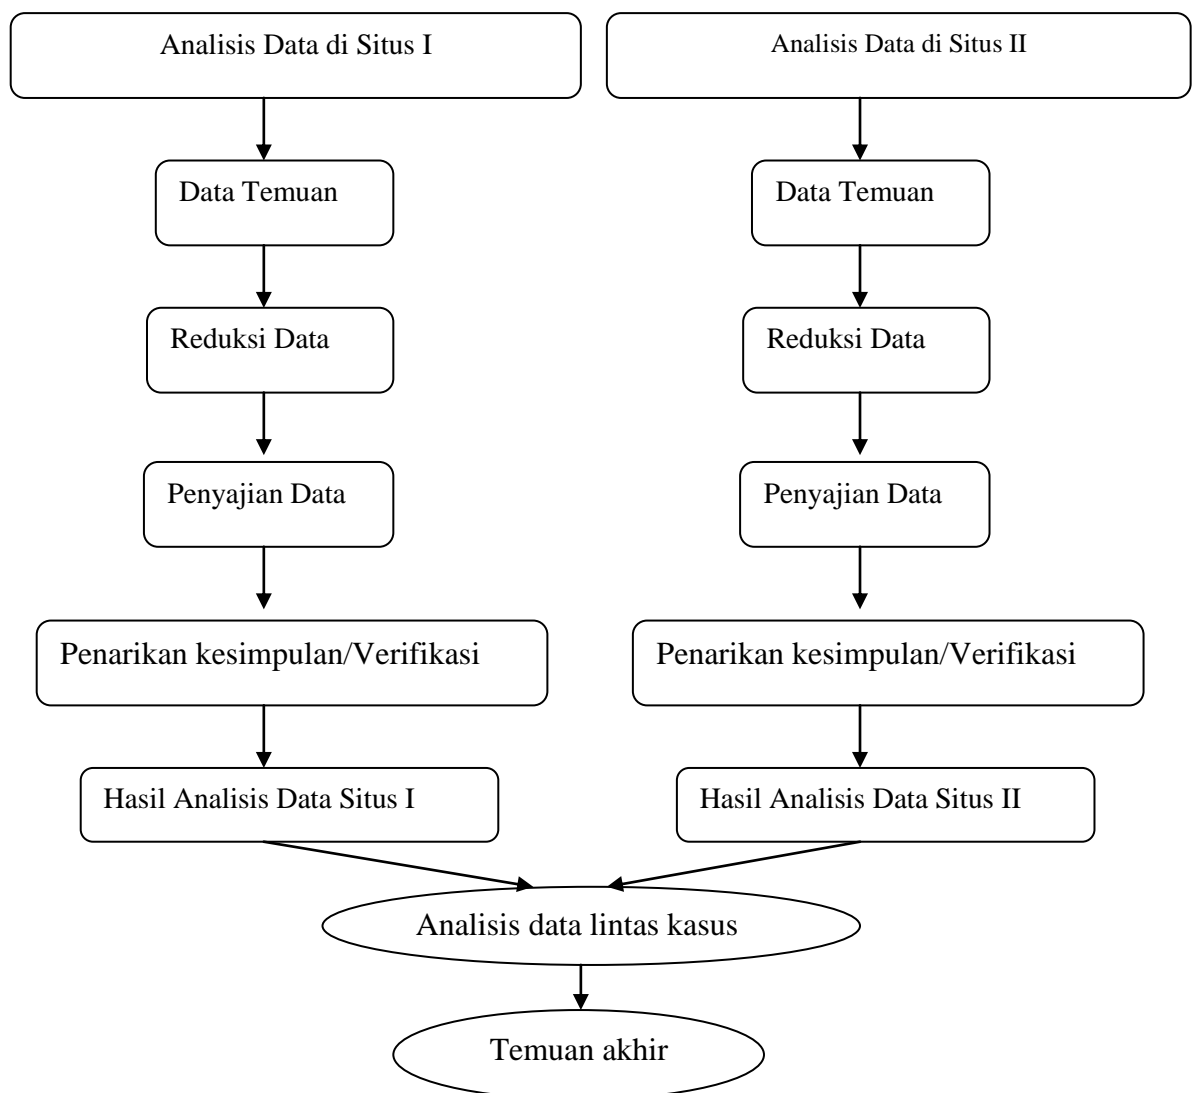 Analisis Data di Situs I
Analisis Data di Situs II
Data Temuan
Data Temuan
Reduksi Data
Reduksi Data
Penyajian Data
Penyajian Data
Penarikan kesimpulan/Verifikasi
Penarikan kesimpulan/Verifikasi
Hasil Analisis Data Situs I
Hasil Analisis Data Situs II
Analisis data lintas kasus
Temuan akhir